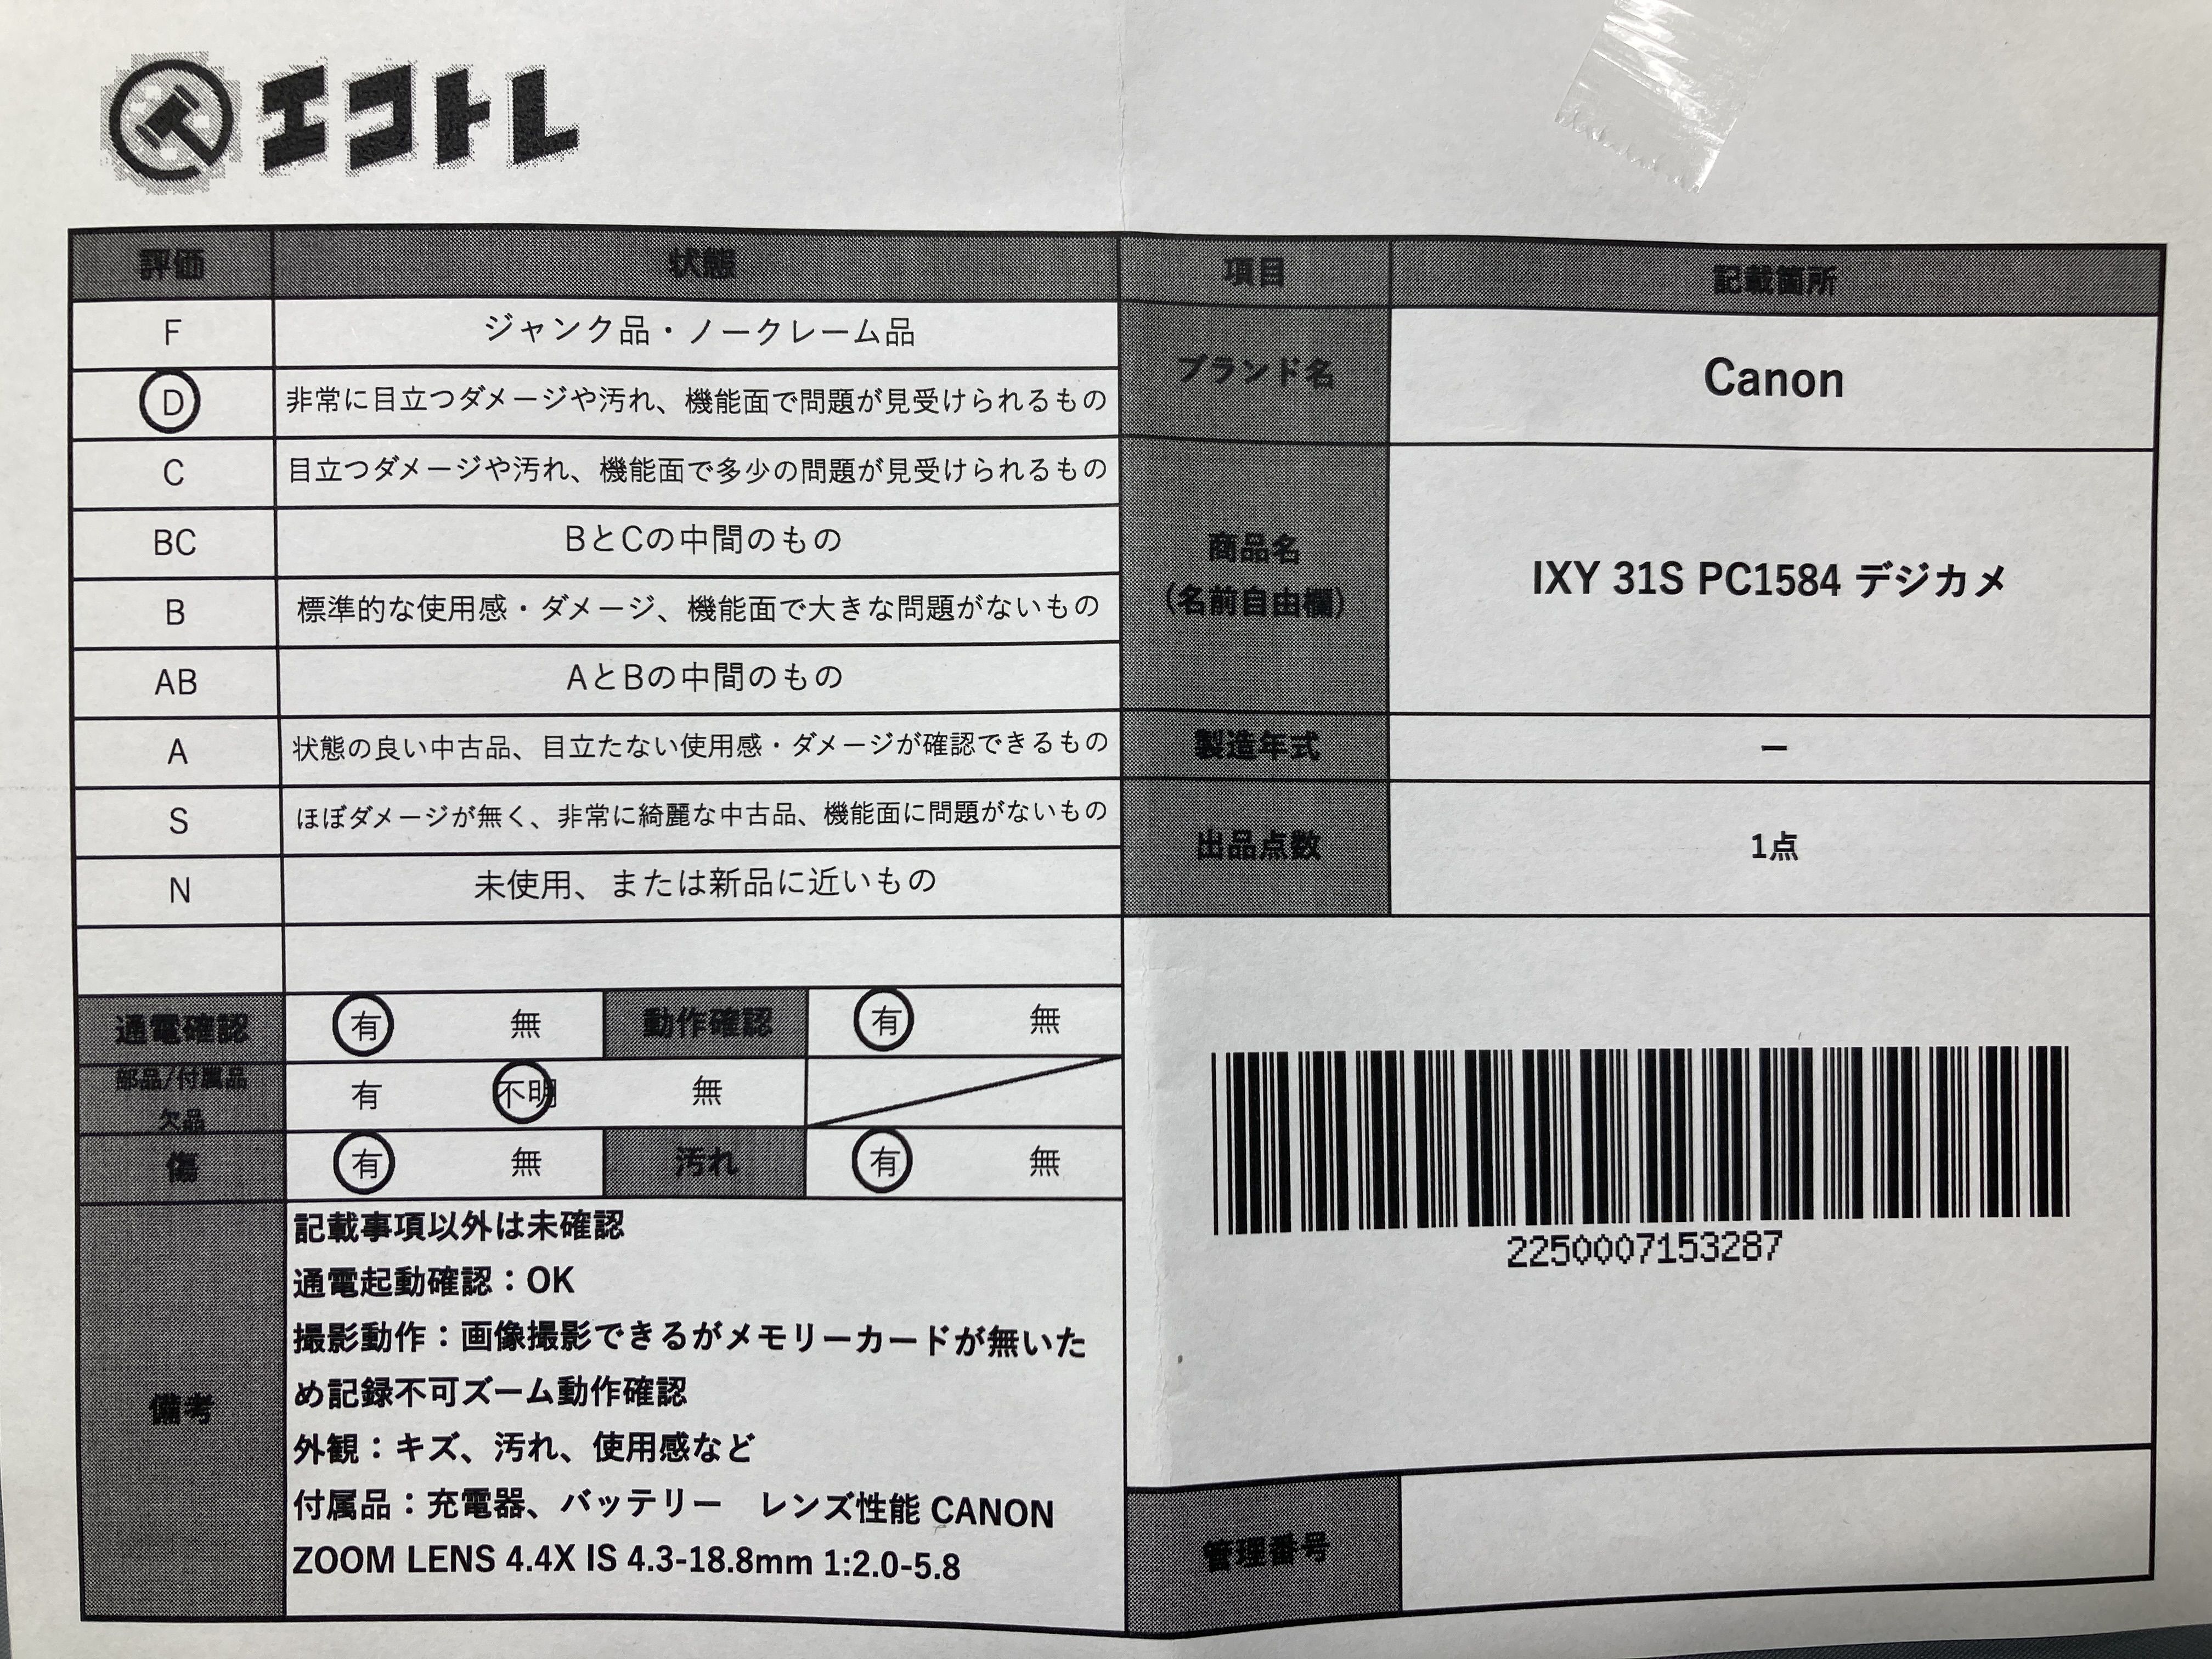 エコトレ
評価 状態
F ジャンク品・ノークレーム品
D 非常に目立つダメージや汚れ、機能面で問題が見受けられるもの
C 目立つダメージや汚れ、機能面で多少の問題が見受けられるもの
BC BとCの中間のもの
B 標準的な使用感・ダメージ、機能面で大きな問題がないもの
AB AとBの中間のもの
A 状態の良い中古品、目立たない使用感・ダメージが確認できるもの
S ほぼダメージが無く、非常に綺麗な中古品、機能面に問題がないもの
N 未使用、または新品に近いもの
通電確認 有 無 動作確認 有 無
部品/付属品
欠品
有 不明 無
傷 有 無 汚れ 有 無
備考
記載事項以外は未確認
通電起動確認：OK
撮影動作：画像撮影できるがメモリーカードが無いた
め記録不可ズーム動作確認
外観：キズ、汚れ、使用感など
付属品：充電器、バッテリー　レンズ性能 CANON
ZOOM LENS 4.4X IS 4.3-18.8mm 1:2.0-5.8
項目 記載箇所
ブランド名 Canon
商品名
(名前自由欄)
IXY 31S PC1584 デジカメ
製造年式 ー
出品点数 1点
2250007153287
管理番号